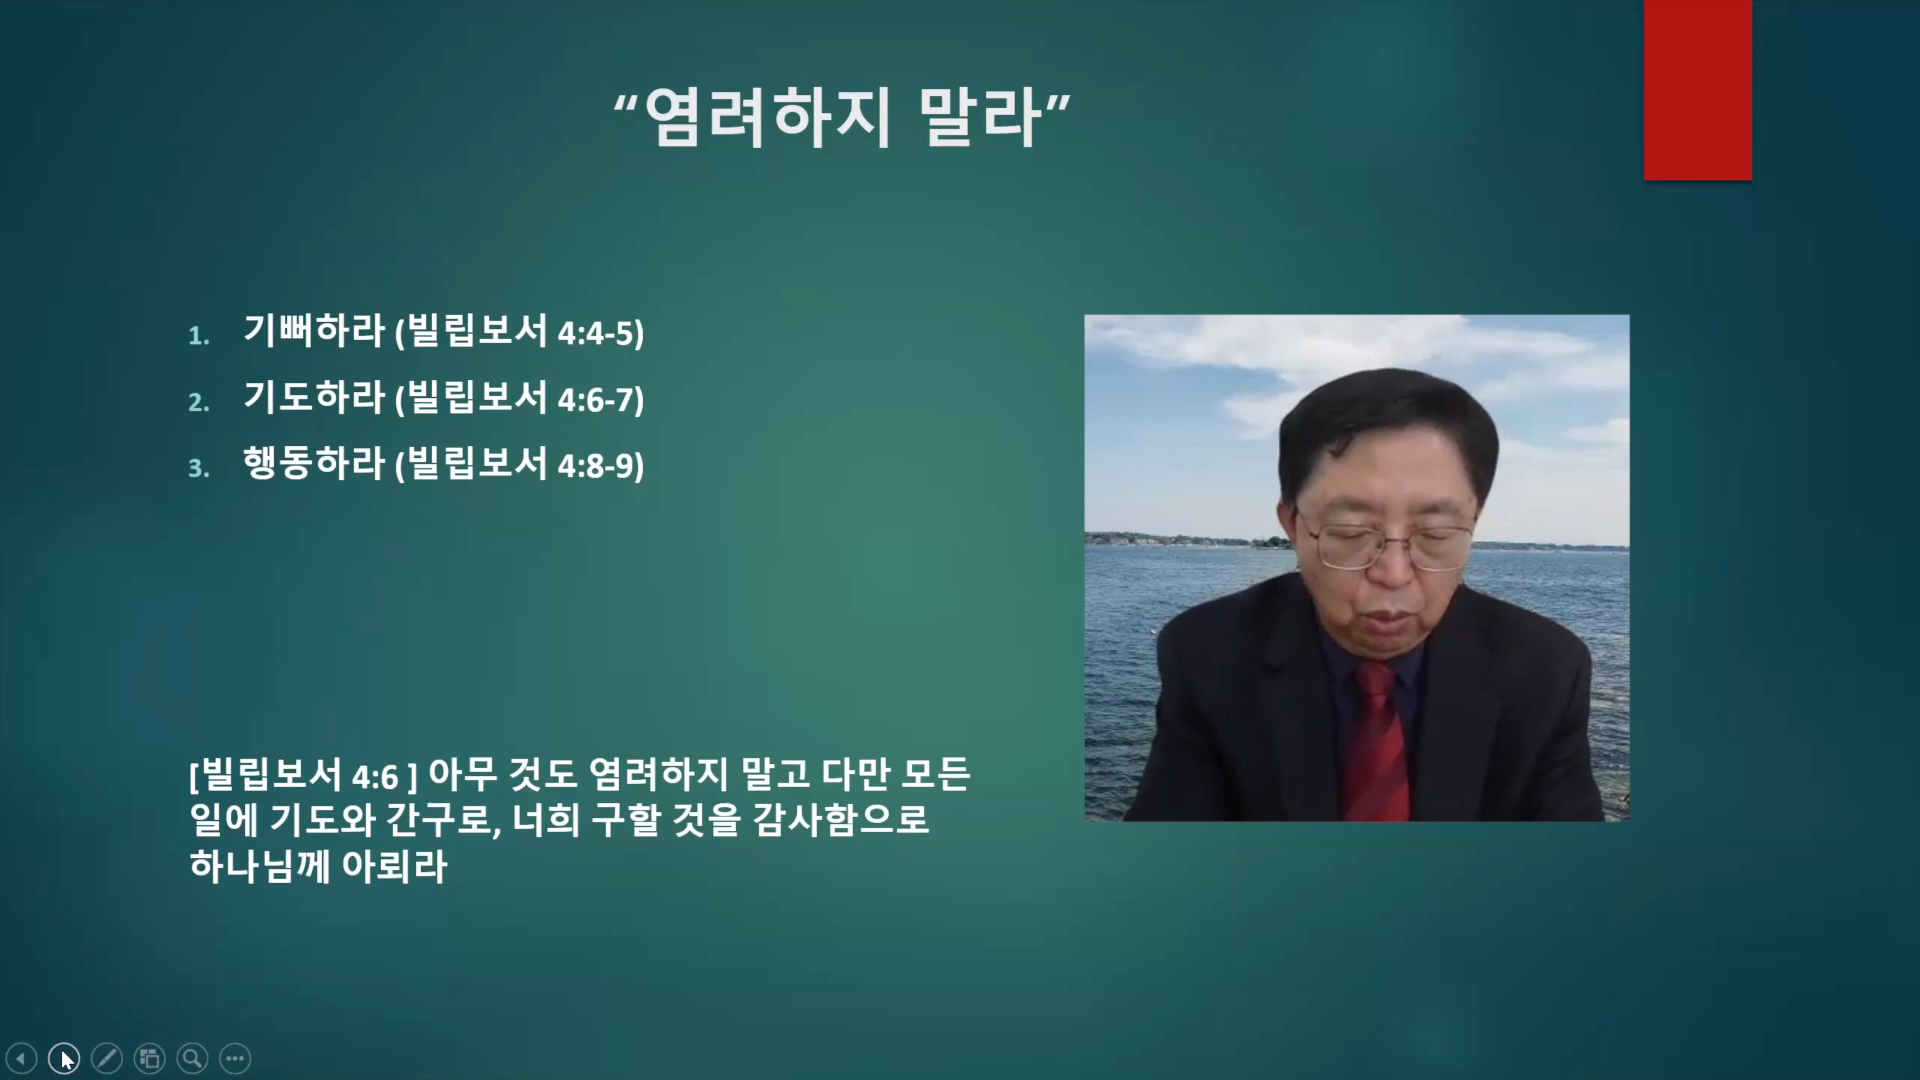 “염려하지 말라”
1. 기뻐하라 (빌립보서 4:4-5)
2. 기도하라 (빌립보서 4:6-7)
3. 행동하라 (빌립보서 4:8-9)
[빌립보서 4:6 ] 아무 것도 염려하지 말고 다만 모든
일에 기도와 간구로, 너희 구할 것을 감사함으로
하나님께 아뢰라